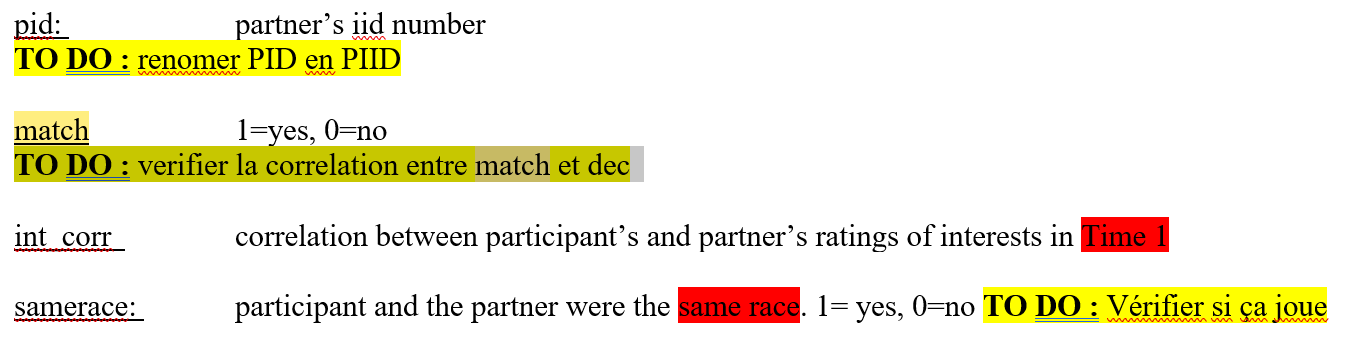 pid: partner’s iid number
TO DO : renomer PID en PIID
match 1=yes, 0=no
TO DO : verifier la correlation entre match et dec
int_corr correlation between participant’s and partner’s ratings of interests in Time 1
samerace: participant and the partner were the same race. 1= yes, 0=no TO DO : Vérifier si ça joue